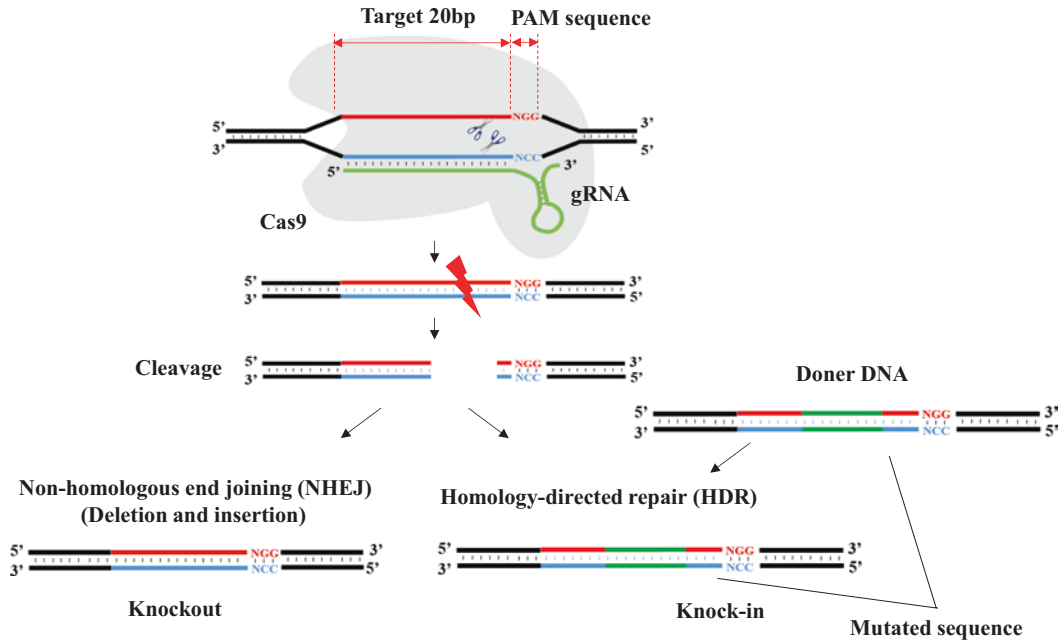 Target 20bp PAM sequence
5’ NGG 3’
3’ NCC 5’
5’ 3’
gRNA
Cas9
5’ NGG 3’
3’ NCC 5’
Cleavage
5’ NGG 3’
3’ NCC 5’
Doner DNA
5’ NGG 3’
3’ NCC 5’
Non-homologous end joining (NHEJ)
(Deletion and insertion)
5’ NGG 3’
3’ NCC 5’
Knockout
Homology-directed repair (HDR)
5’ NGG 3’
3’ NCC 5’
Knock-in
Mutated sequence